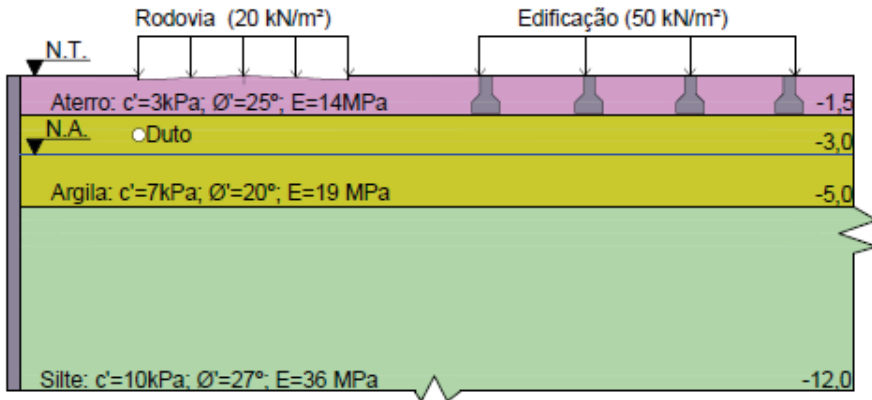 Rodovia (20 kN/m²)
Edificação (50 kN/m²)
N.T.
Aterro: c'=3kPa; Ø'=25º; E=14MPa
-1,5
N.A.
Duto
-3,0
Argila: c'=7kPa; Ø'=20º; E=19 MPa
-5,0
Silte: c'=10kPa; Ø'=27º; E=36 MPa
-12,0